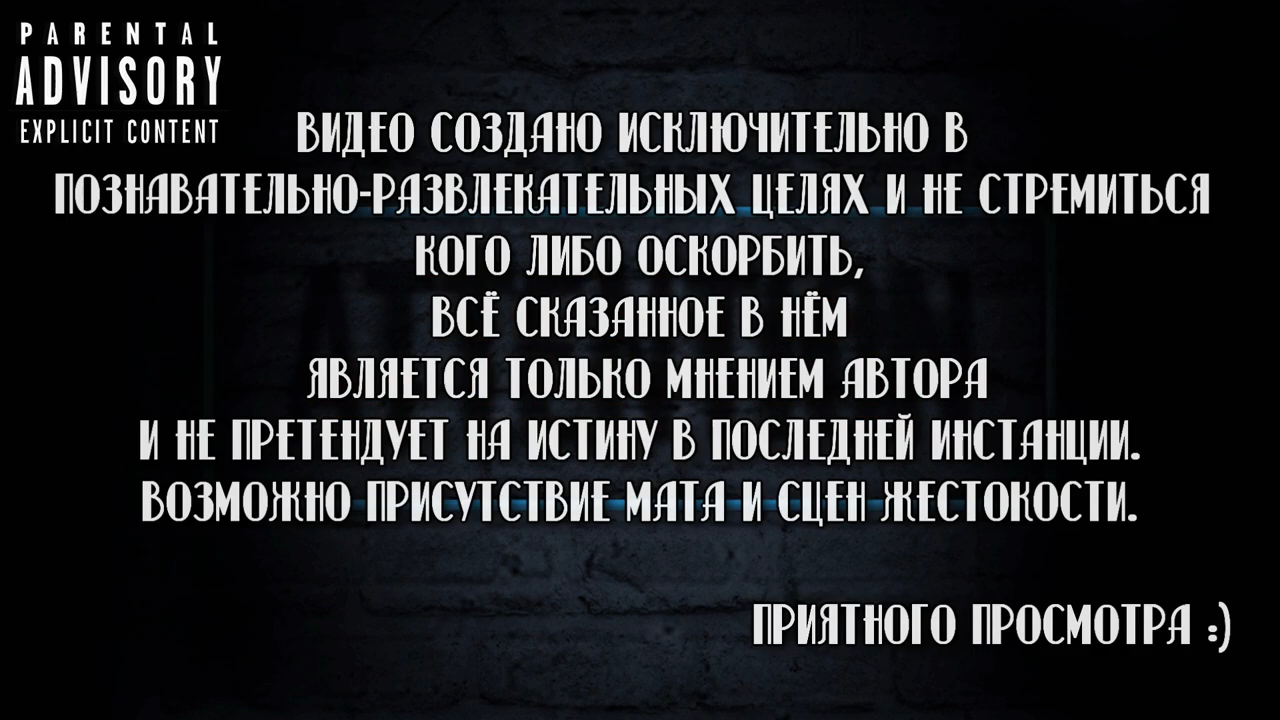 PARENTAL
ADVISORY
EXPLICIT CONTENT
ВИДЕО СОЗДАНО ИСКЛЮЧИТЕЛЬНО В
ПОЗНАВАТЕЛЬНО-РАЗВЛЕКАТЕЛЬНЫХ ЦЕЛЯХ И НЕ СТРЕМИТЬСЯ
КОГО ЛИБО ОСКОРБИТЬ,
ВСЁ СКАЗАННОЕ В НЁМ
ЯВЛЯЕТСЯ ТОЛЬКО МНЕНИЕМ АВТОРА
И НЕ ПРЕТЕНДУЕТ НА ИСТИНУ В ПОСЛЕДНЕЙ ИНСТАНЦИИ.
ВОЗМОЖНО ПРИСУТСТВИЕ МАТА И СЦЕН ЖЕСТОКОСТИ.
ПРИЯТНОГО ПРОСМОТРА :)